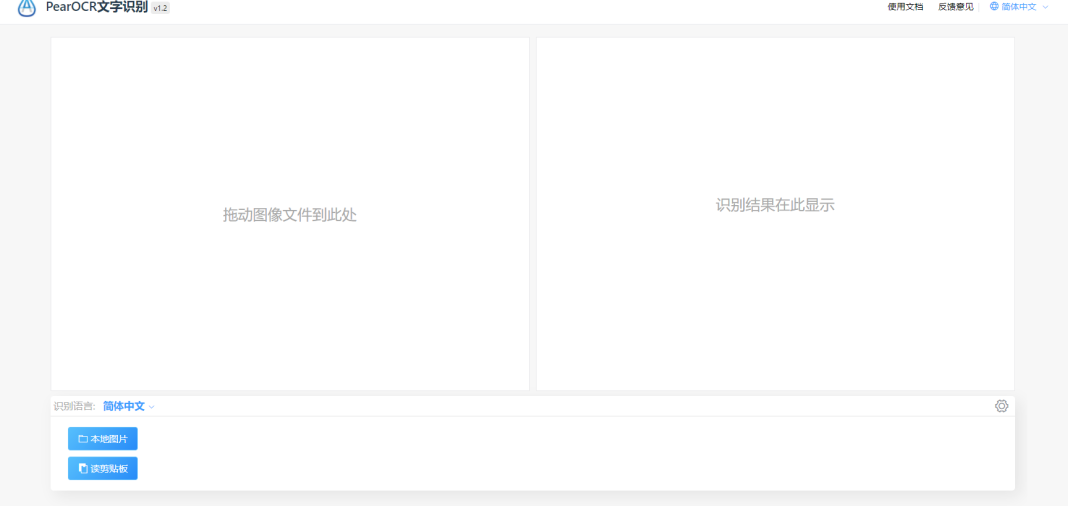 PearOCR文字识别 v1.2
使用文档 反馈意见 简体中文
拖动图像文件到此处
识别结果在此显示
识别语言: 简体中文
本地图片
读剪贴板